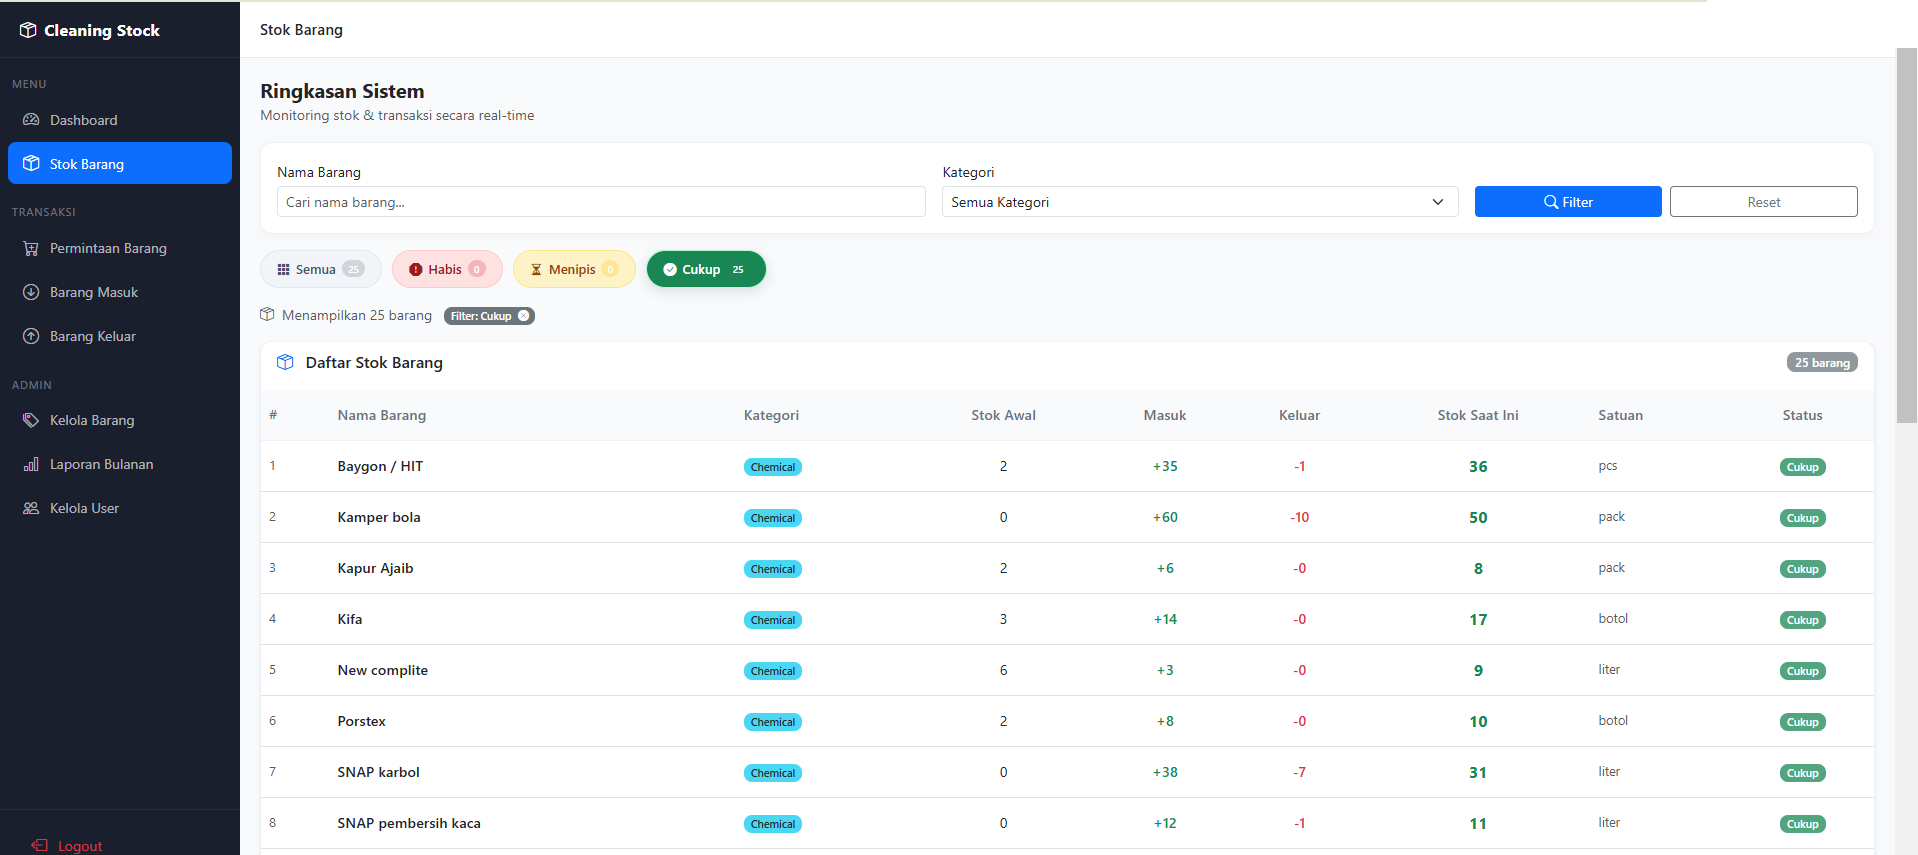 Cleaning Stock
MENU
Dashboard
Stok Barang
TRANSAKSI
Permintaan Barang
Barang Masuk
Barang Keluar
ADMIN
Kelola Barang
Laporan Bulanan
Kelola User
Logout
Stok Barang
Ringkasan Sistem
Monitoring stok & transaksi secara real-time
Nama Barang Kategori
Cari nama barang... Semua Kategori Filter Reset
Semua 25 Habis 0 Menipis 0 Cukup 25
Menampilkan 25 barang Filter: Cukup
Daftar Stok Barang 25 barang
# Nama Barang Kategori Stok Awal Masuk Keluar Stok Saat Ini Satuan Status
1 Baygon / HIT Chemical 2 +35 -1 36 pcs Cukup
2 Kamper bola Chemical 0 +60 -10 50 pack Cukup
3 Kapur Ajaib Chemical 2 +6 -0 8 pack Cukup
4 Kifa Chemical 3 +14 -0 17 botol Cukup
5 New complite Chemical 6 +3 -0 9 liter Cukup
6 Porstex Chemical 2 +8 -0 10 botol Cukup
7 SNAP karbol Chemical 0 +38 -7 31 liter Cukup
8 SNAP pembersih kaca Chemical 0 +12 -1 11 liter Cukup